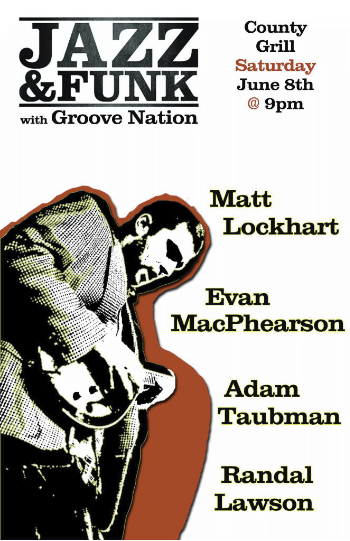 JAZZ
&FUNK
with Groove Nation
County
Grill
Saturday
June 8th
@ 9pm
Matt
Lockhart
Evan
MacPhearson
Adam
Taubman
Randal
Lawson